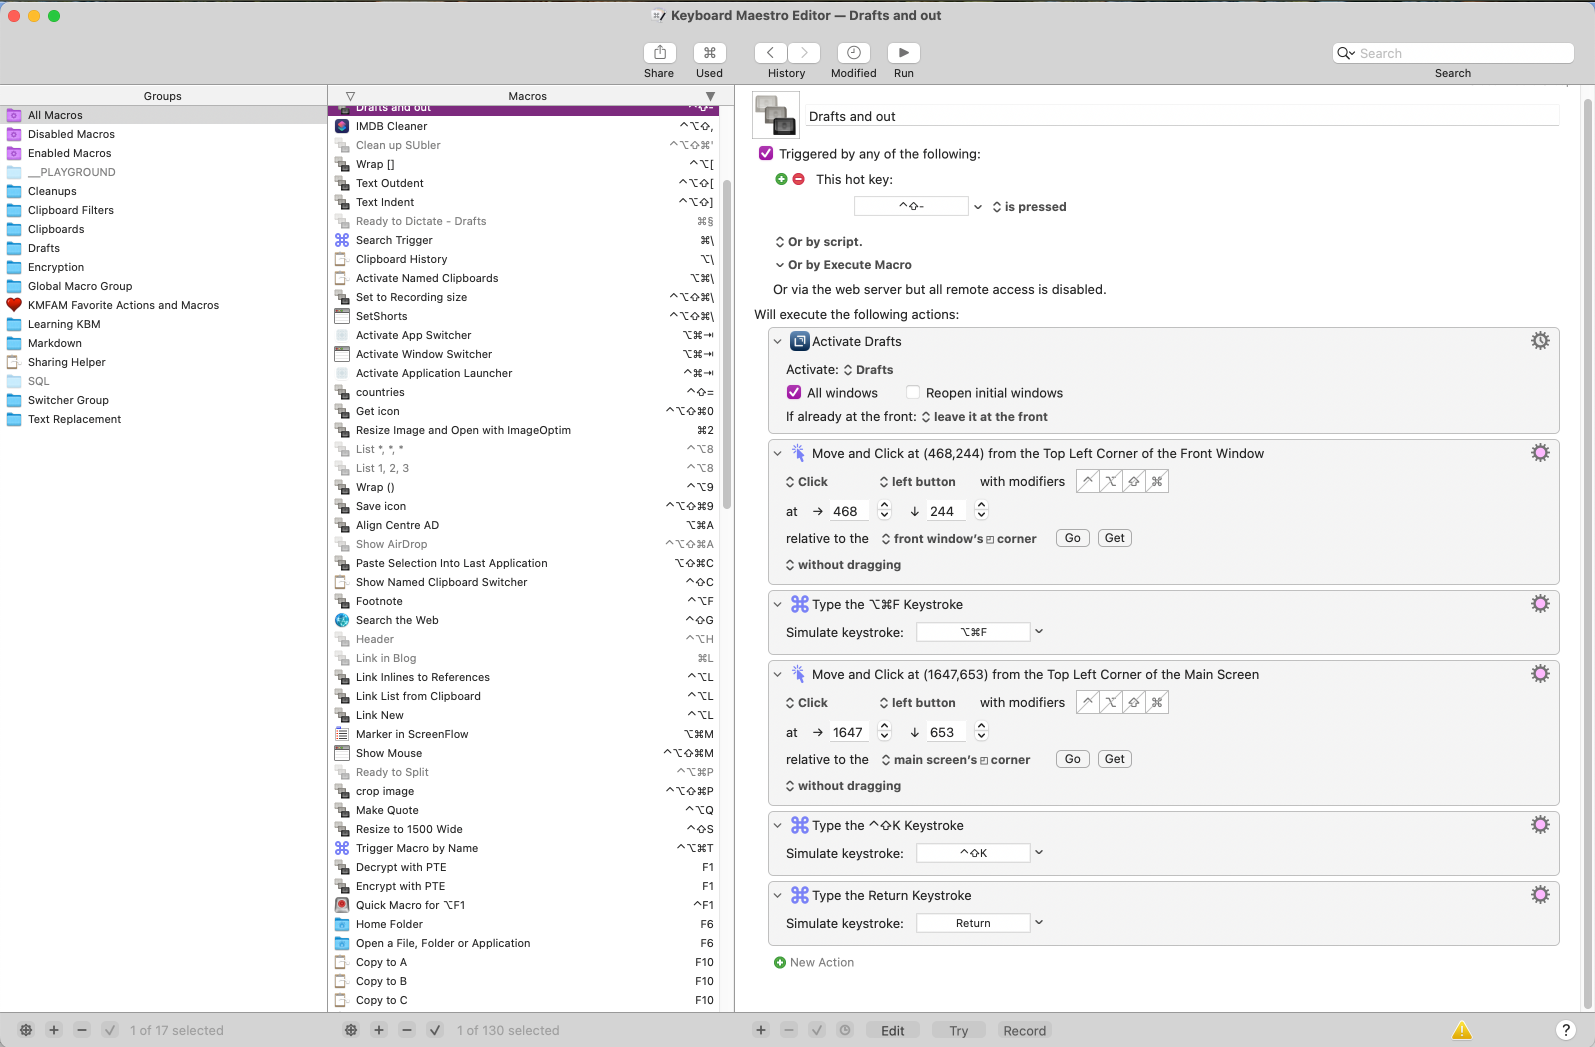 Keyboard Maestro Editor — Drafts and out
Share
Used
History
Modified
Run
Search
Search
Groups
All Macros
Disabled Macros
Enabled Macros
__PLAYGROUND
Cleanups
Clipboard Filters
Clipboards
Drafts
Encryption
Global Macro Group
KMFAM Favorite Actions and Macros
Learning KBM
Markdown
Sharing Helper
SQL
Switcher Group
Text Replacement
1 of 17 selected
Macros
Drafts and out ⌃⇧-
IMDB Cleaner ⌃⌥⇧,
Clean up SUbler ⌃⌥⇧⌘'
Wrap [] ⌃⌥[
Text Outdent ⌃⌥⇧[
Text Indent ⌃⌥⇧]
Ready to Dictate - Drafts ⌘§
Search Trigger ⌘\
Clipboard History ⌥\
Activate Named Clipboards ⌥⌘\
Set to Recording size ⌃⌥⇧⌘\
SetShorts ⌃⌥⇧⌘\
Activate App Switcher ⌥⌘⇥
Activate Window Switcher ⌥⌘⇥
Activate Application Launcher ⌃⌘⇥
countries ⌃⇧=
Get icon ⌃⌥⇧⌘0
Resize Image and Open with ImageOptim ⌘2
List *, *, * ⌃⌥8
List 1, 2, 3 ⌃⌥8
Wrap () ⌃⌥9
Save icon ⌃⌥⇧⌘9
Align Centre AD ⌥⌘A
Show AirDrop ⌃⌥⇧⌘A
Paste Selection Into Last Application ⌥⇧⌘C
Show Named Clipboard Switcher ⌃⇧C
Footnote ⌃⌥F
Search the Web ⌃⇧G
Header ⌃⌥H
Link in Blog ⌘L
Link Inlines to References ⌃⌥L
Link List from Clipboard ⌃⌥L
Link New ⌃⌥L
Marker in ScreenFlow ⌥⌘M
Show Mouse ⌃⌥⇧⌘M
Ready to Split ⌃⌥⌘P
crop image ⌃⌥⇧⌘P
Make Quote ⌃⌥Q
Resize to 1500 Wide ⌃⇧S
Trigger Macro by Name ⌃⌥⌘T
Decrypt with PTE F1
Encrypt with PTE F1
Quick Macro for ⌥F1 ⌃F1
Home Folder F6
Open a File, Folder or Application F6
Copy to A F10
Copy to B F10
Copy to C F10
1 of 130 selected
Drafts and out
Triggered by any of the following:
This hot key:
⌃⇧- is pressed
Or by script.
Or by Execute Macro
Or via the web server but all remote access is disabled.
Will execute the following actions:
Activate Drafts
Activate: Drafts
All windows Reopen initial windows
If already at the front: leave it at the front
Move and Click at (468,244) from the Top Left Corner of the Front Window
Click left button with modifiers ⌃ ⌥ ⇧ ⌘
at → 468 ↓ 244
relative to the front window's corner Go Get
without dragging
Type the ⌥⌘F Keystroke
Simulate keystroke: ⌥⌘F
Move and Click at (1647,653) from the Top Left Corner of the Main Screen
Click left button with modifiers ⌃ ⌥ ⇧ ⌘
at → 1647 ↓ 653
relative to the main screen's corner Go Get
without dragging
Type the ⌃⇧K Keystroke
Simulate keystroke: ⌃⇧K
Type the Return Keystroke
Simulate keystroke: Return
New Action
Edit Try Record
?